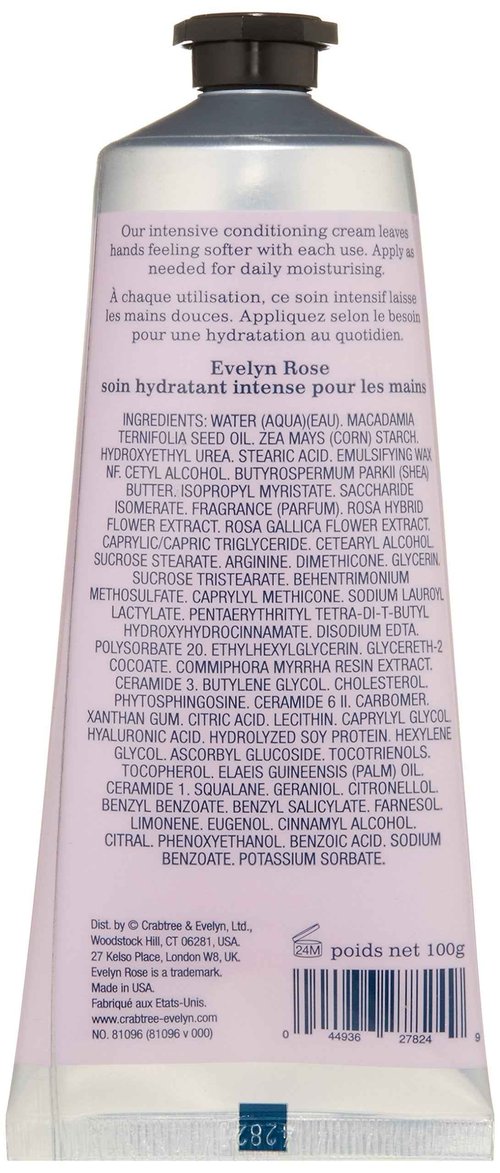 Our intensive conditioning cream leaves
hands feeling softer with each use. Apply as
needed for daily moisturising.
À chaque utilisation, ce soin intensif laisse
les mains douces. Appliquez selon le besoin
pour une hydratation au quotidien.
Evelyn Rose
soin hydratant intense pour les mains
INGREDIENTS: WATER (AQUA)(EAU). MACADAMIA
TERNIFOLIA SEED OIL. ZEA MAYS (CORN) STARCH.
HYDROXYETHYL UREA. STEARIC ACID. EMULSIFYING WAX
NF. CETYL ALCOHOL. BUTYROSPERMUM PARKII (SHEA)
BUTTER. ISOPROPYL MYRISTATE. SACCHARIDE
ISOMERATE. FRAGRANCE (PARFUM). ROSA HYBRID
FLOWER EXTRACT. ROSA GALLICA FLOWER EXTRACT.
CAPRYLIC/CAPRIC TRIGLYCERIDE. CETEARYL ALCOHOL.
SUCROSE STEARATE. ARGININE. DIMETHICONE. GLYCERIN.
SUCROSE TRISTEARATE. BEHENTRIMONIUM
METHOSULFATE. CAPRYLYL METHICONE. SODIUM LAUROYL
LACTYLATE. PENTAERYTHRITYL TETRA-DI-T-BUTYL
HYDROXYHYDROCINNAMATE. DISODIUM EDTA.
POLYSORBATE 20. ETHYLHEXYLGLYCERIN. GLYCERETH-2
COCOATE. COMMIPHORA MYRRHA RESIN EXTRACT.
CERAMIDE 3. BUTYLENE GLYCOL. CHOLESTEROL.
PHYTOSPHINGOSINE. CERAMIDE 6 II. CARBOMER.
XANTHAN GUM. CITRIC ACID. LECITHIN. CAPRYLYL GLYCOL.
HYALURONIC ACID. HYDROLYZED SOY PROTEIN. HEXYLENE
GLYCOL. ASCORBYL GLUCOSIDE. TOCOTRIENOLS.
TOCOPHEROL. ELAEIS GUINEENSIS (PALM) OIL.
CERAMIDE 1. SQUALANE. GERANIOL. CITRONELLOL.
BENZYL BENZOATE. BENZYL SALICYLATE. FARNESOL.
LIMONENE. EUGENOL. CINNAMYL ALCOHOL.
CITRAL. PHENOXYETHANOL. BENZOIC ACID. SODIUM
BENZOATE. POTASSIUM SORBATE.
Dist. by © Crabtree & Evelyn, Ltd.,
Woodstock Hill, CT 06281, USA.
27 Kelso Place, London W8, UK.
Evelyn Rose is a trademark.
Made in USA.
Fabriqué aux Etats-Unis.
www.crabtree-evelyn.com
NO. 81096 (81096 v 000)
24M poids net 100g
0 44936 27824 9
4282